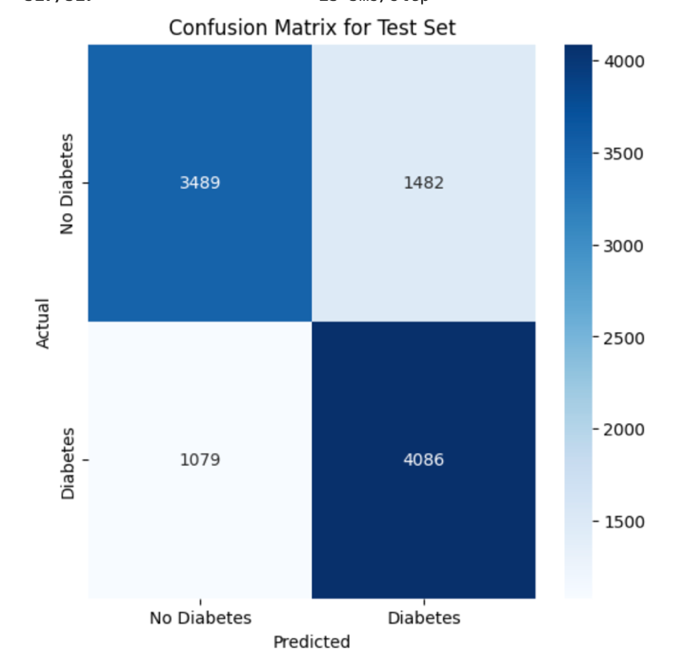 Confusion Matrix for Test Set
4000
3500
3000
2500
2000
1500
No Diabetes
3489
1482
Actual
Diabetes
1079
4086
No Diabetes
Diabetes
Predicted